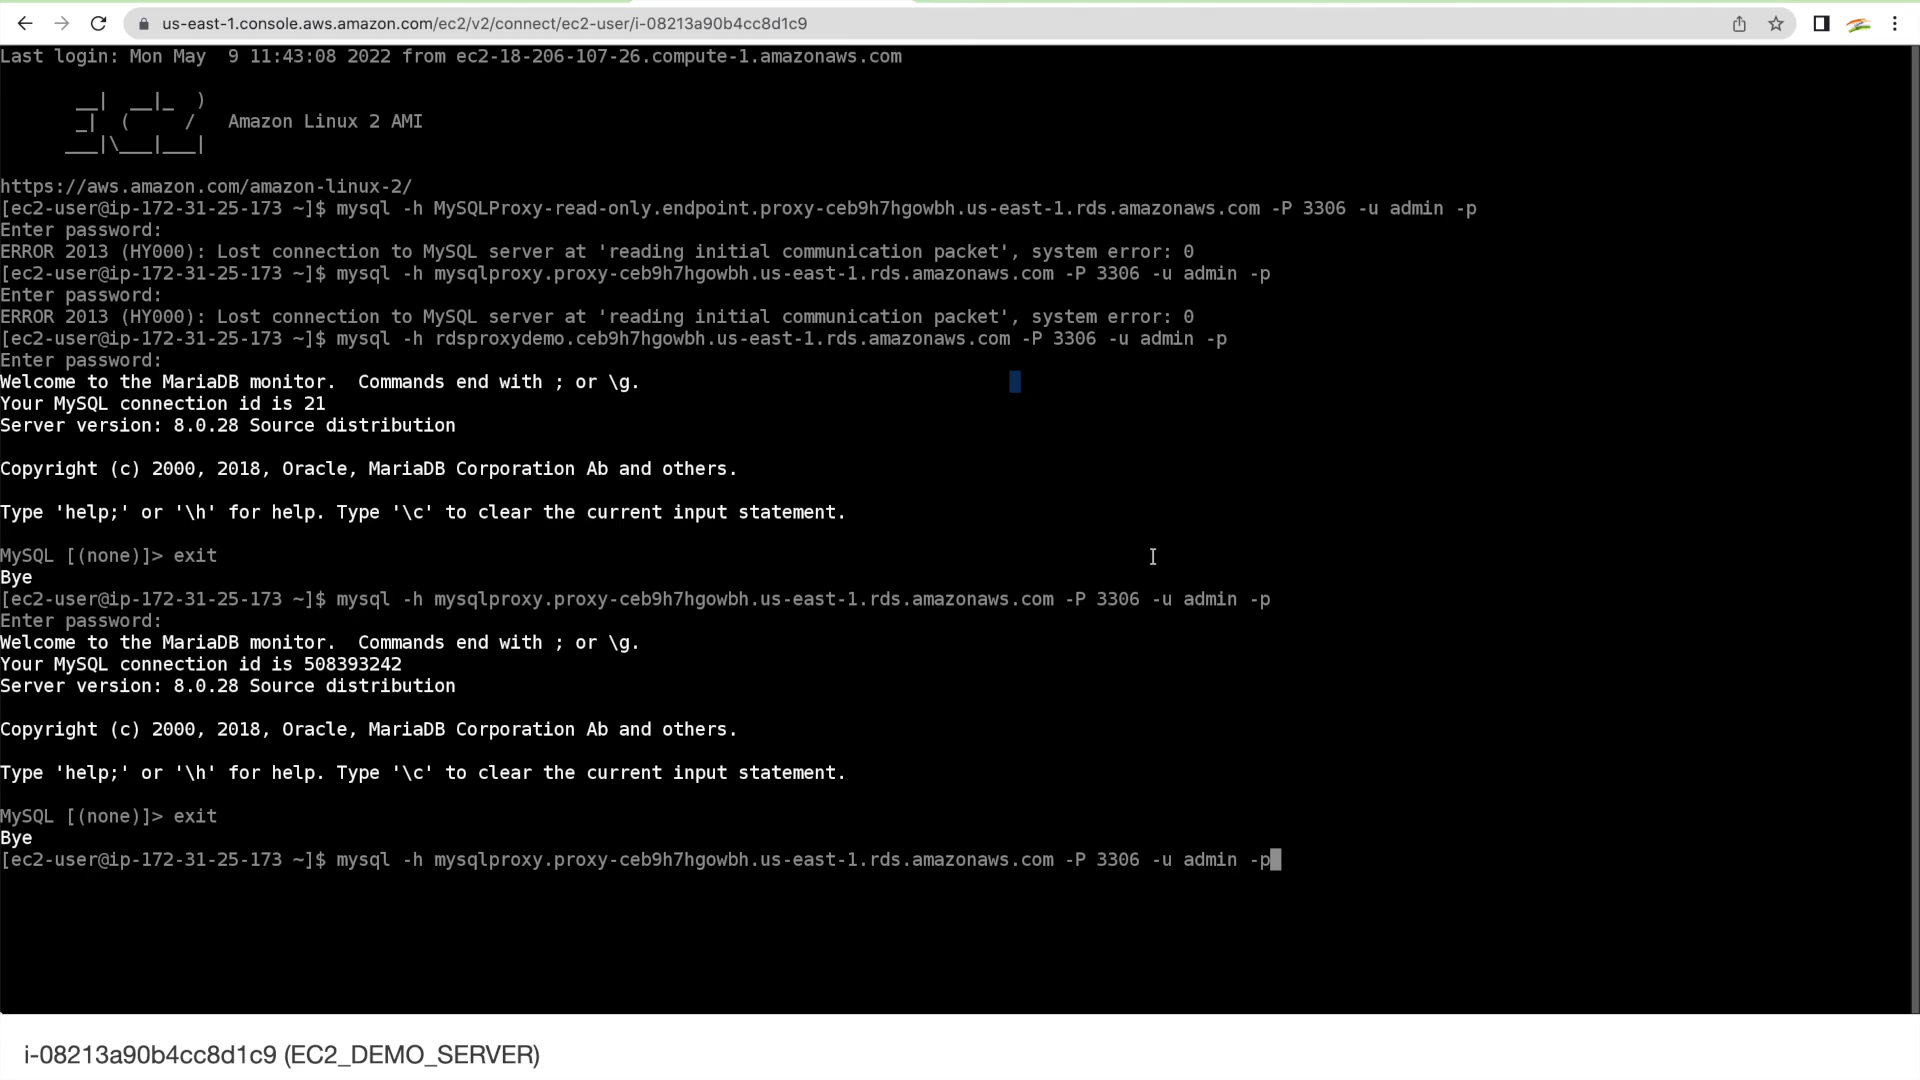 us-east-1.console.aws.amazon.com/ec2/v2/connect/ec2-user/i-08213a90b4cc8d1c9
Last login: Mon May  9 11:43:08 2022 from ec2-18-206-107-26.compute-1.amazonaws.com
__|  __|_  )
_|  (     /   Amazon Linux 2 AMI
___|\___|___|
https://aws.amazon.com/amazon-linux-2/
[ec2-user@ip-172-31-25-173 ~]$ mysql -h MySQLProxy-read-only.endpoint.proxy-ceb9h7hgowbh.us-east-1.rds.amazonaws.com -P 3306 -u admin -p
Enter password:
ERROR 2013 (HY000): Lost connection to MySQL server at 'reading initial communication packet', system error: 0
[ec2-user@ip-172-31-25-173 ~]$ mysql -h mysqlproxy.proxy-ceb9h7hgowbh.us-east-1.rds.amazonaws.com -P 3306 -u admin -p
Enter password:
ERROR 2013 (HY000): Lost connection to MySQL server at 'reading initial communication packet', system error: 0
[ec2-user@ip-172-31-25-173 ~]$ mysql -h rdsproxydemo.ceb9h7hgowbh.us-east-1.rds.amazonaws.com -P 3306 -u admin -p
Enter password:
Welcome to the MariaDB monitor.  Commands end with ; or \g.
Your MySQL connection id is 21
Server version: 8.0.28 Source distribution
Copyright (c) 2000, 2018, Oracle, MariaDB Corporation Ab and others.
Type 'help;' or '\h' for help. Type '\c' to clear the current input statement.
MySQL [(none)]> exit
Bye
[ec2-user@ip-172-31-25-173 ~]$ mysql -h mysqlproxy.proxy-ceb9h7hgowbh.us-east-1.rds.amazonaws.com -P 3306 -u admin -p
Enter password:
Welcome to the MariaDB monitor.  Commands end with ; or \g.
Your MySQL connection id is 508393242
Server version: 8.0.28 Source distribution
Copyright (c) 2000, 2018, Oracle, MariaDB Corporation Ab and others.
Type 'help;' or '\h' for help. Type '\c' to clear the current input statement.
MySQL [(none)]> exit
Bye
[ec2-user@ip-172-31-25-173 ~]$ mysql -h mysqlproxy.proxy-ceb9h7hgowbh.us-east-1.rds.amazonaws.com -P 3306 -u admin -p
i-08213a90b4cc8d1c9 (EC2_DEMO_SERVER)